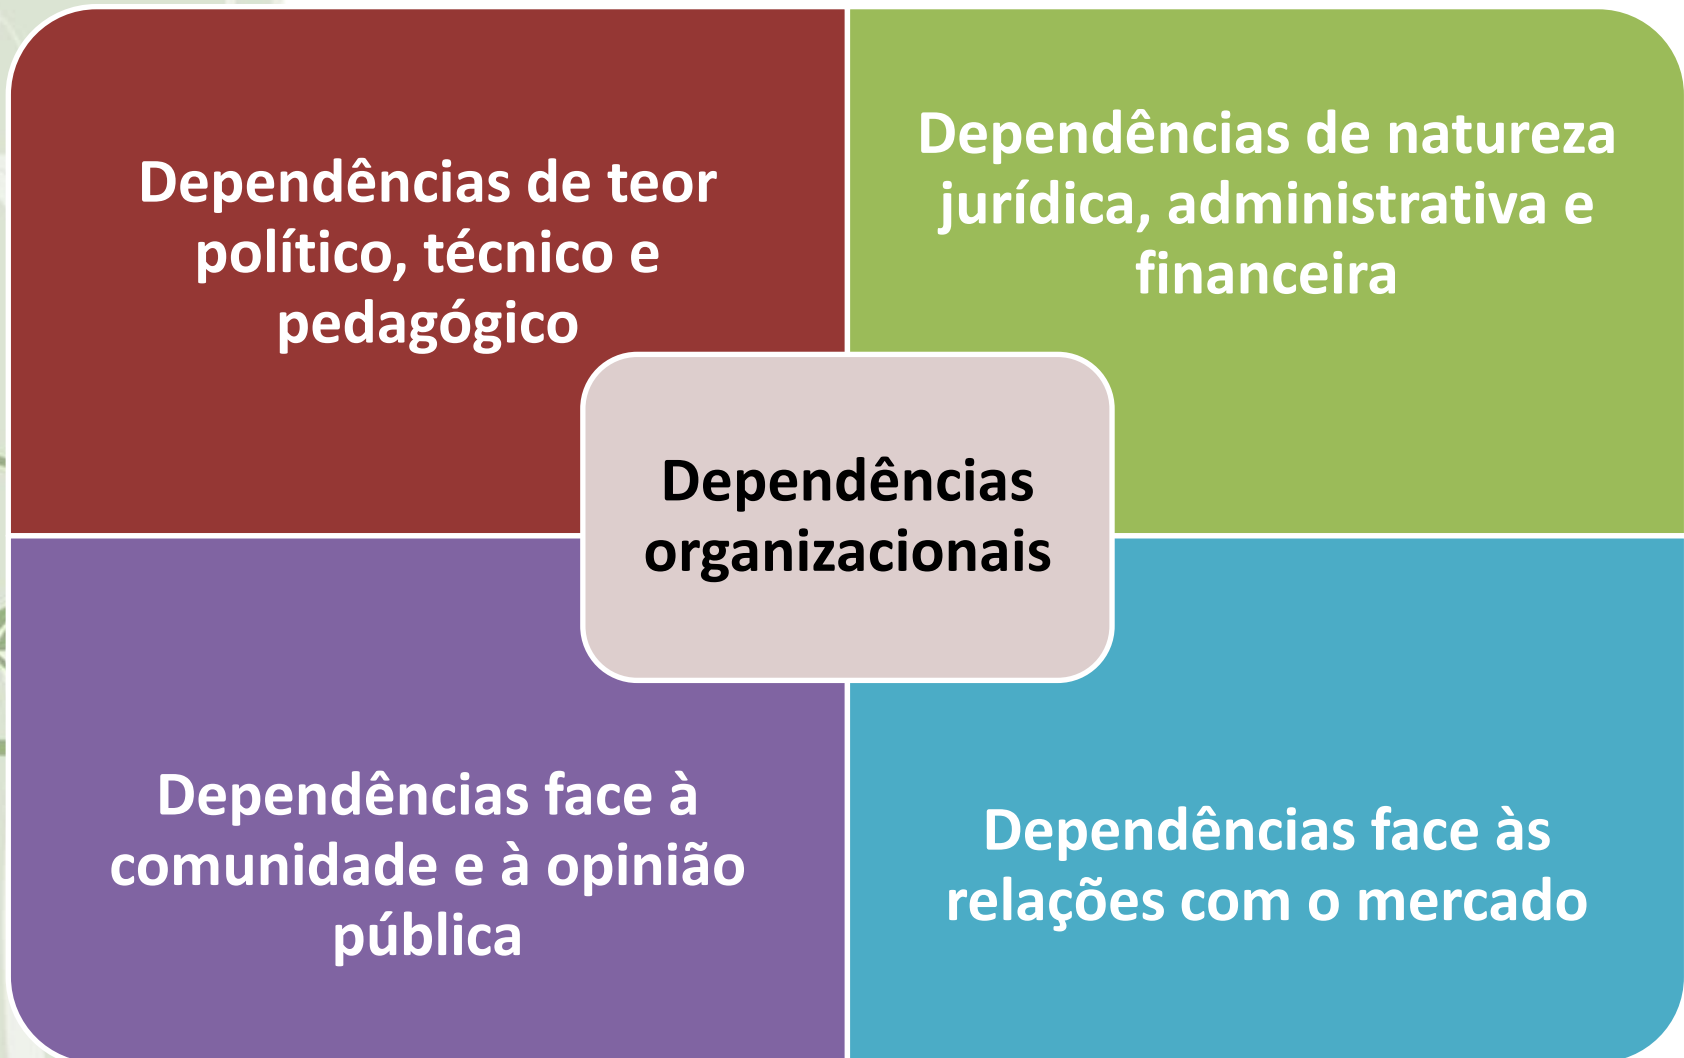 Dependências de teor
político, técnico e
pedagógico
Dependências de natureza
jurídica, administrativa e
financeira
Dependências
organizacionais
Dependências face à
comunidade e à opinião
pública
Dependências face às
relações com o mercado